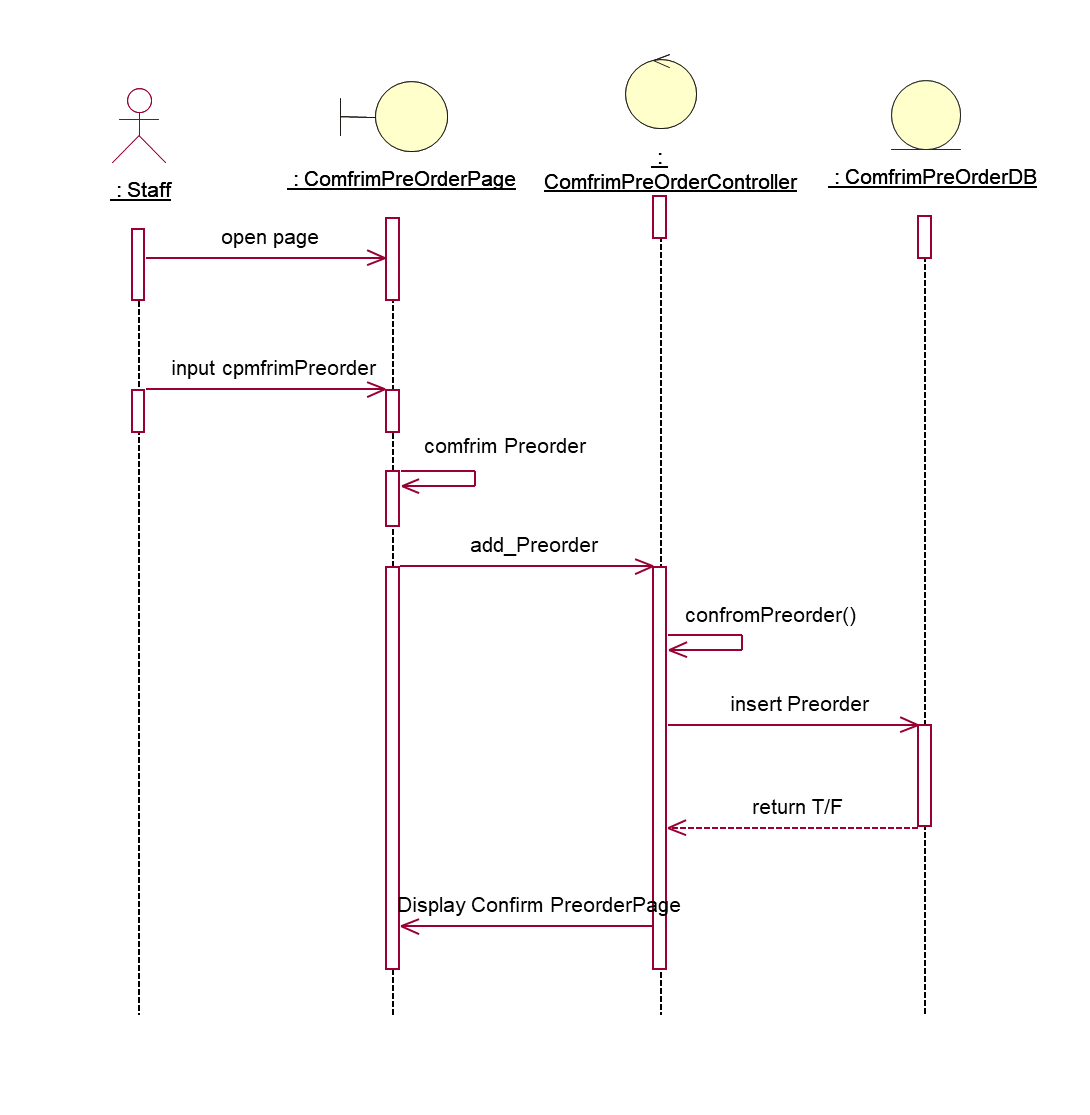 : Staff
: ComfrimPreOrderPage
:
ComfrimPreOrderController
: ComfrimPreOrderDB
open page
input cpmfrimPreorder
comfrim Preorder
add_Preorder
confromPreorder()
insert Preorder
return T/F
Display Confirm PreorderPage